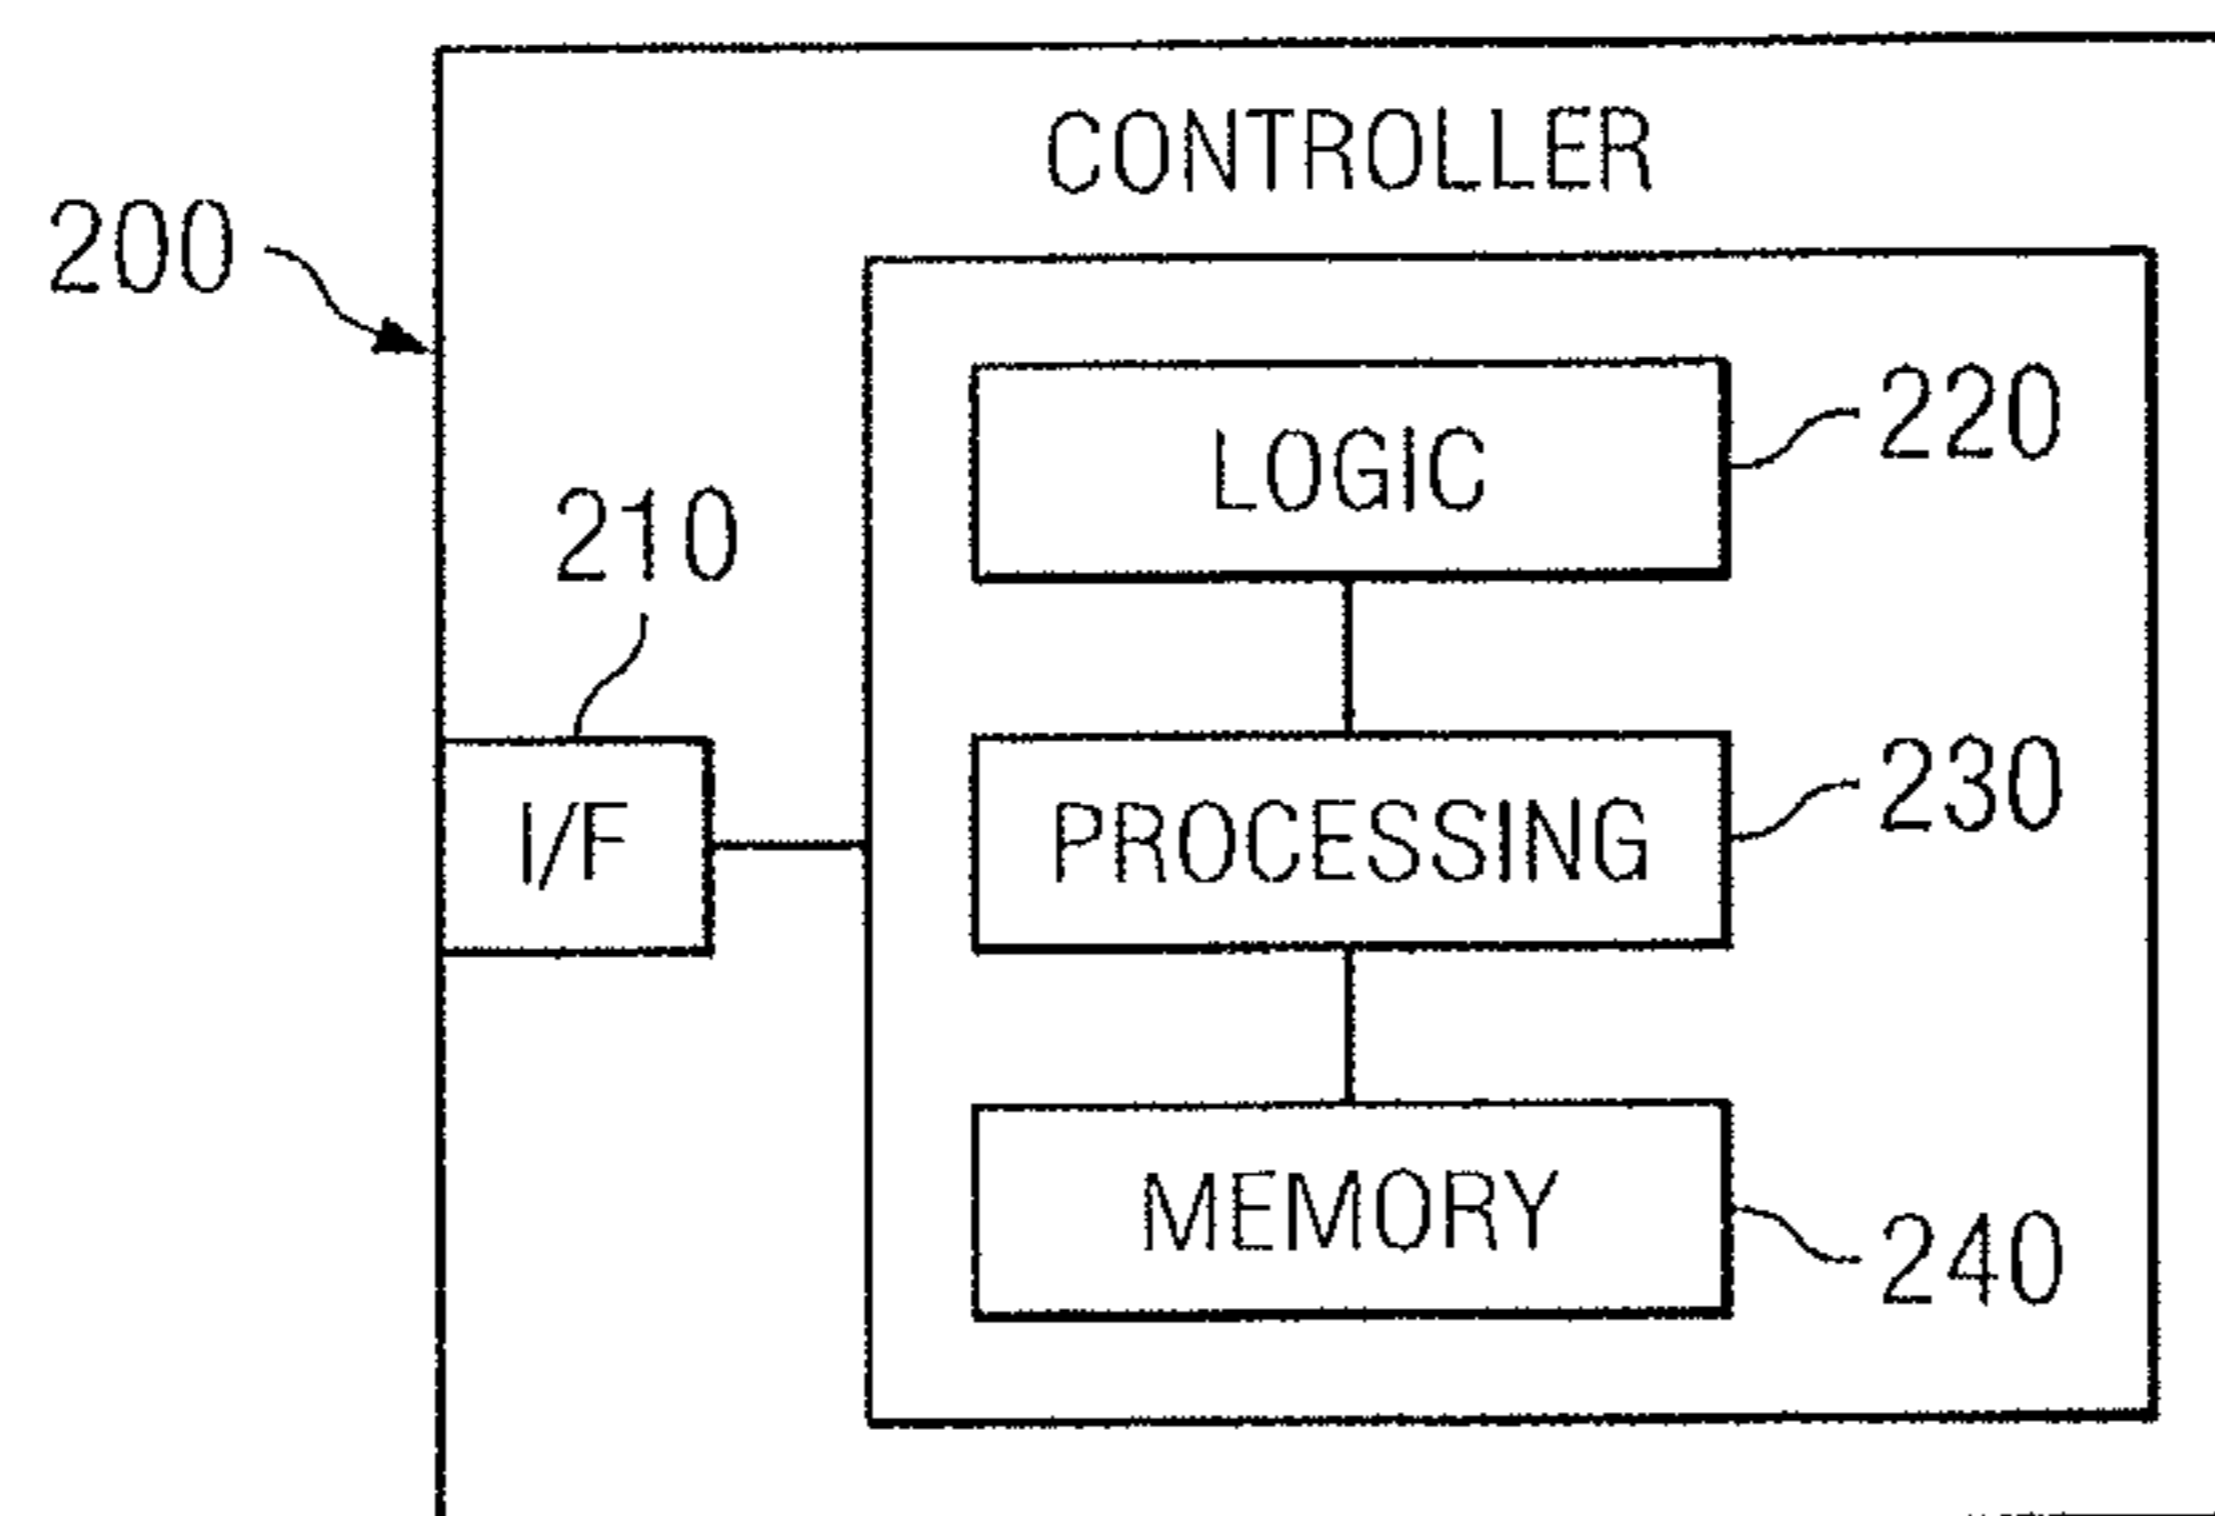 CONTROLLER
200
LOGIC
220
210
I/F
PROCESSING
230
MEMORY
240